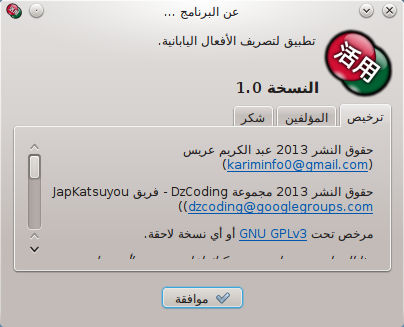 عن البرنامج ...
تطبيق لتصريف الأفعال اليابانية.
活用
النسخة 1.0
ترخيص
المؤلفين
شكر
حقوق النشر 2013 عبد الكريم عريس
(kariminfo0@gmail.com)
حقوق النشر 2013 مجموعة DzCoding - فريق JapKatsuyou
((dzcoding@googlegroups.com
مرخص تحت GNU GPLv3 أو أي نسخة لاحقة.
موافقة